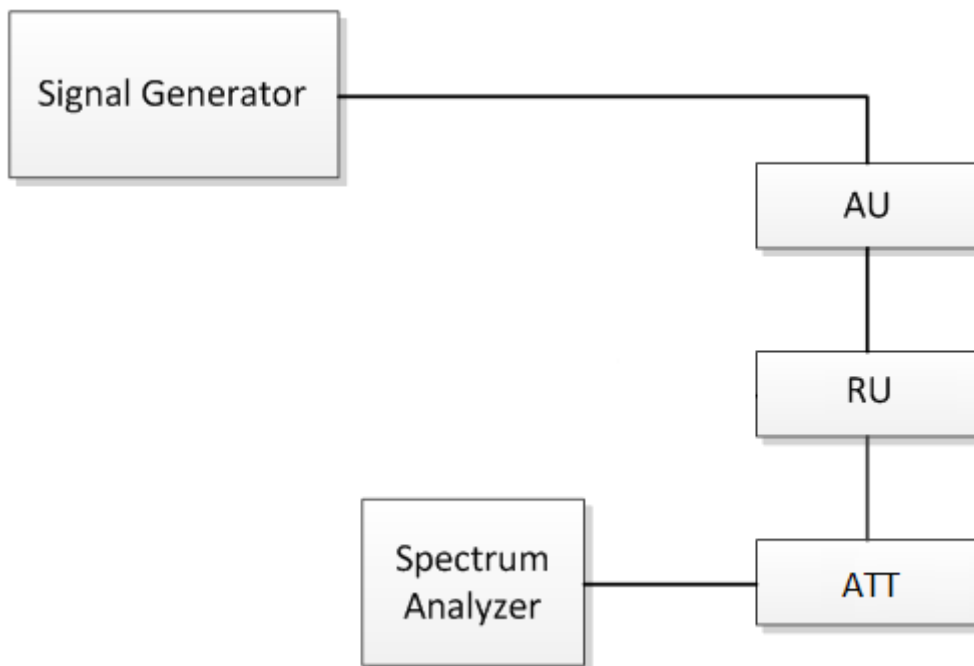 Signal Generator
AU
RU
Spectrum
Analyzer
ATT